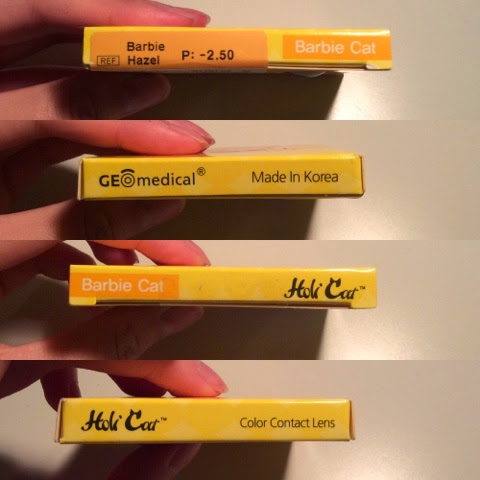 Barbie
REF Hazel P: -2.50
Barbie Cat
GEOmedical®
Made In Korea
Barbie Cat
Holi Cat™
Holi Cat™
Color Contact Lens